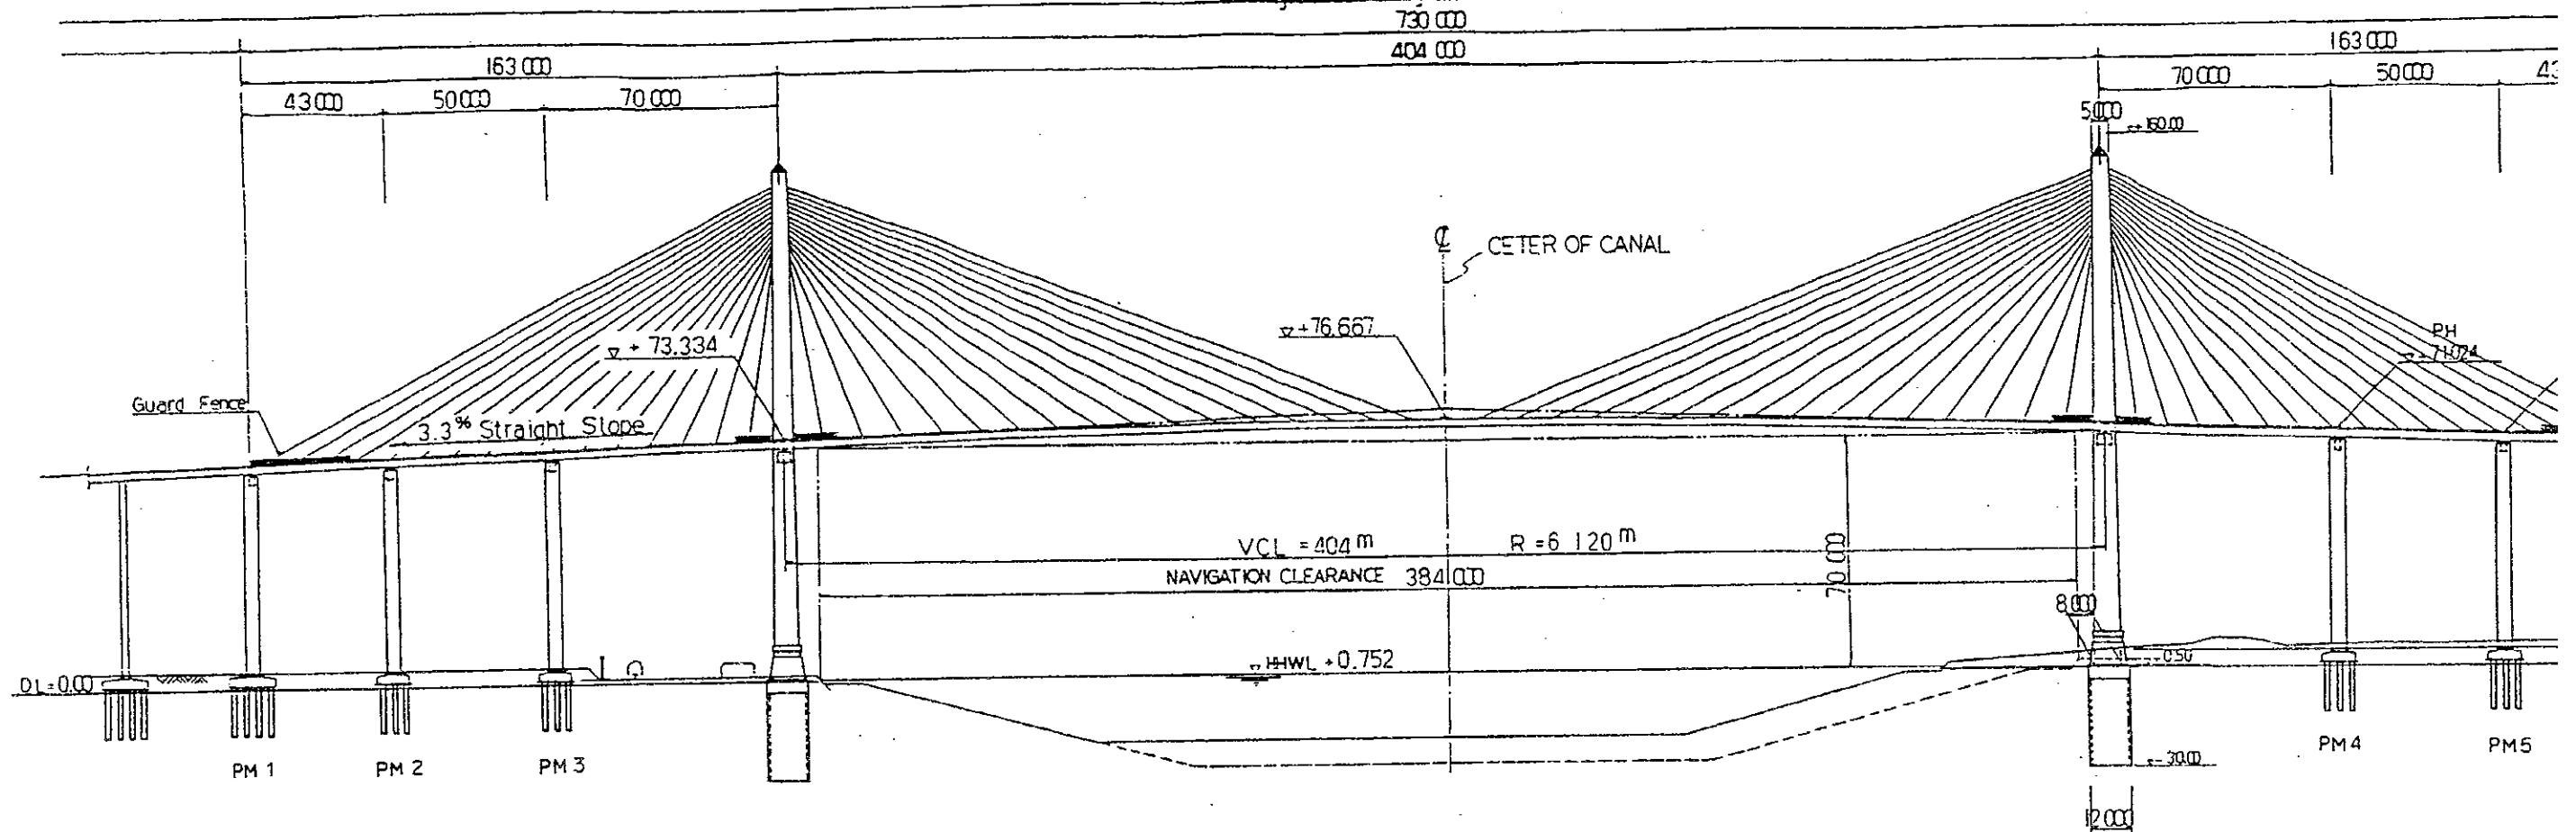 730 000
404 000
163 000
163 000
43 000
50 000
70 000
70 000
50 000
43
5 000
+160.00
℄ CETER OF CANAL
+76.667
+ 73.334
PH
+71.024
Guard Fence
3.3% Straight Slope
VCL = 404 m
R = 6 120 m
NAVIGATION CLEARANCE 384 000
70 000
8 000
HHWL +0.752
0.50
DL=0.00
PM 1
PM 2
PM 3
PM 4
PM 5
-30.00
12 000